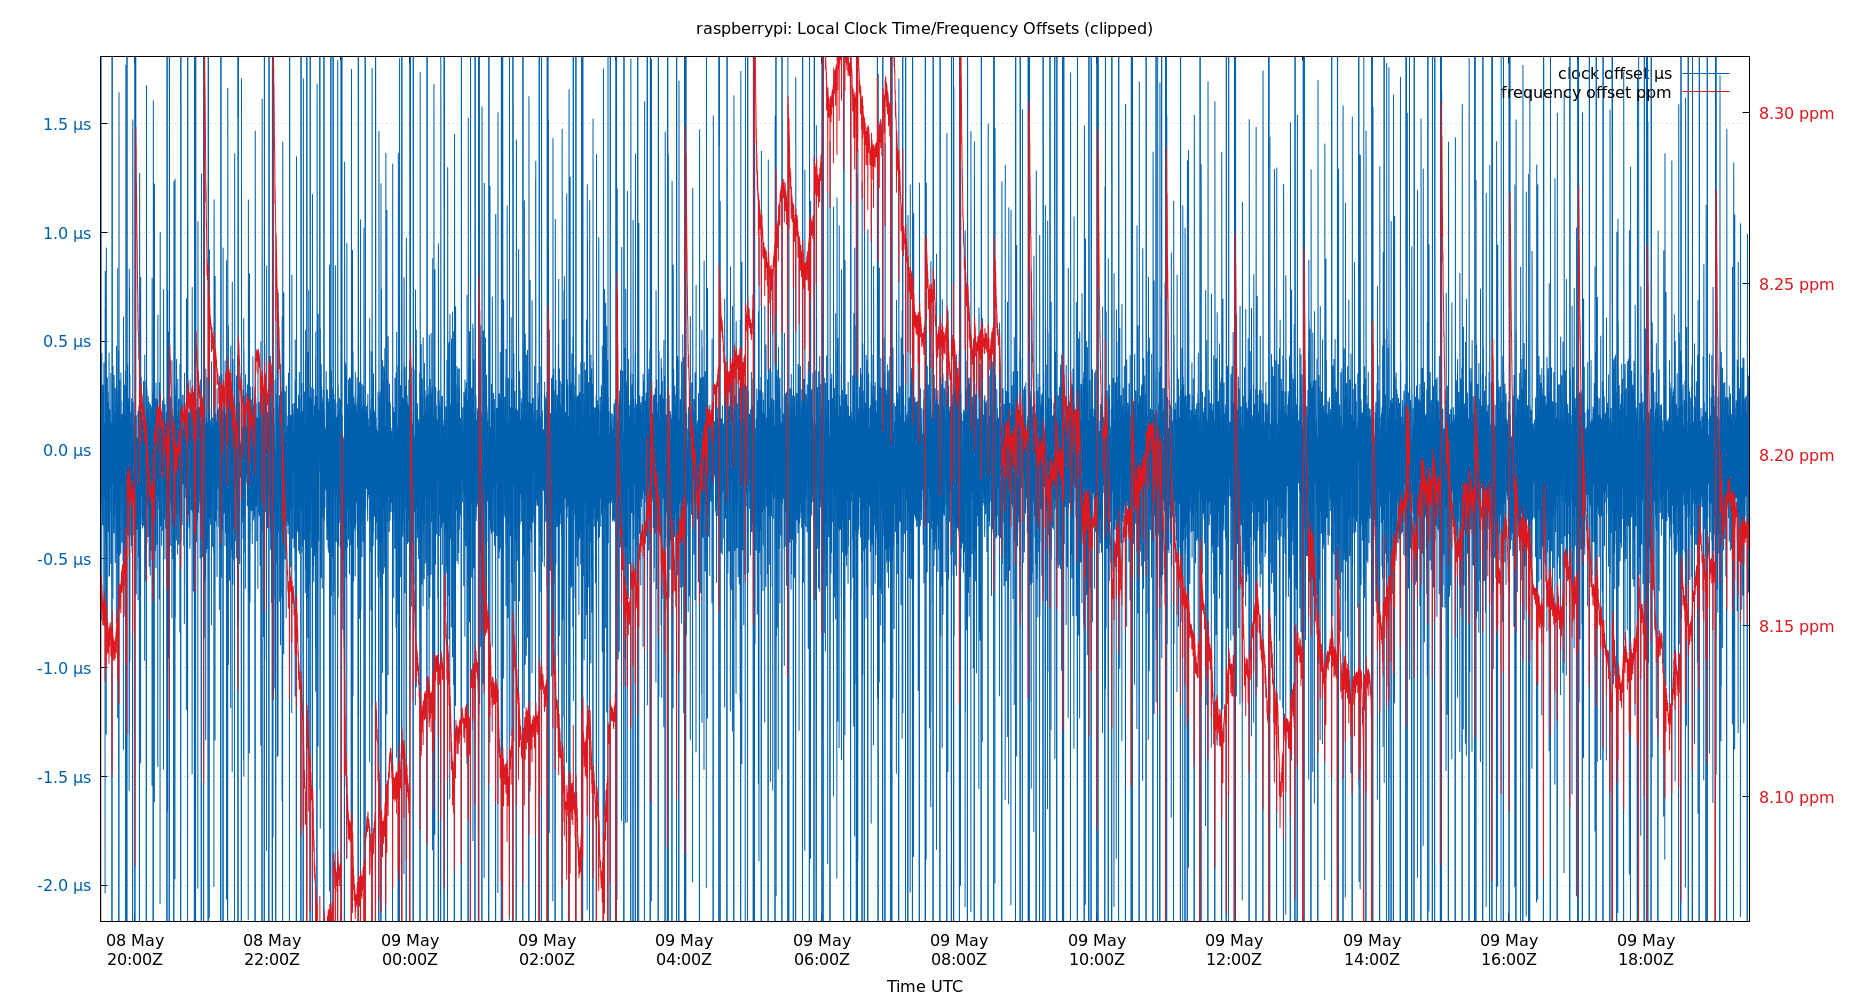 raspberrypi: Local Clock Time/Frequency Offsets (clipped)
clock offset µs
frequency offset ppm
1.5 µs
1.0 µs
0.5 µs
0.0 µs
-0.5 µs
-1.0 µs
-1.5 µs
-2.0 µs
8.30 ppm
8.25 ppm
8.20 ppm
8.15 ppm
8.10 ppm
08 May 08 May 09 May 09 May 09 May 09 May 09 May 09 May 09 May 09 May 09 May 09 May
20:00Z 22:00Z 00:00Z 02:00Z 04:00Z 06:00Z 08:00Z 10:00Z 12:00Z 14:00Z 16:00Z 18:00Z
Time UTC